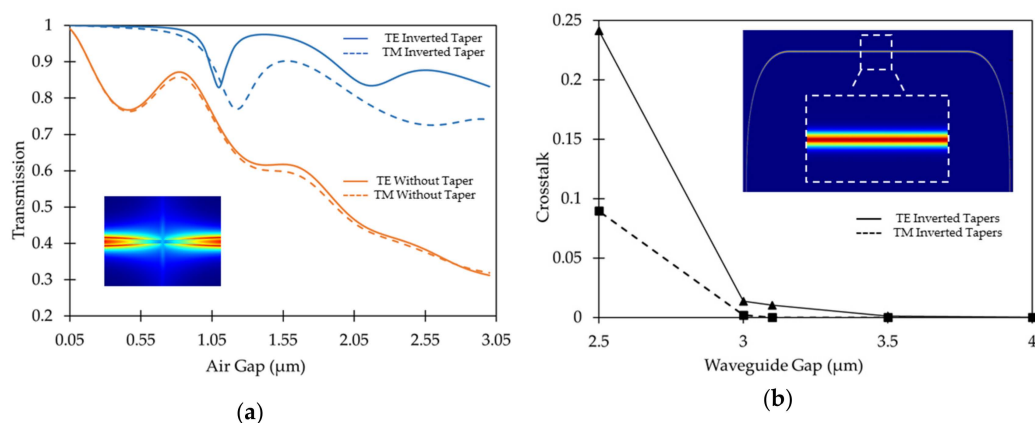 1
0.9
0.8
0.7
0.6
0.5
0.4
0.3
0.2
Transmission
TE Inverted Taper
TM Inverted Taper
TE Without Taper
TM Without Taper
0.05 0.55 1.05 1.55 2.05 2.55 3.05
Air Gap (μm)
(a)
0.25
0.20
0.15
0.10
0.05
0
Crosstalk
TE Inverted Tapers
TM Inverted Tapers
2.5 3 3.5 4
Waveguide Gap (μm)
(b)